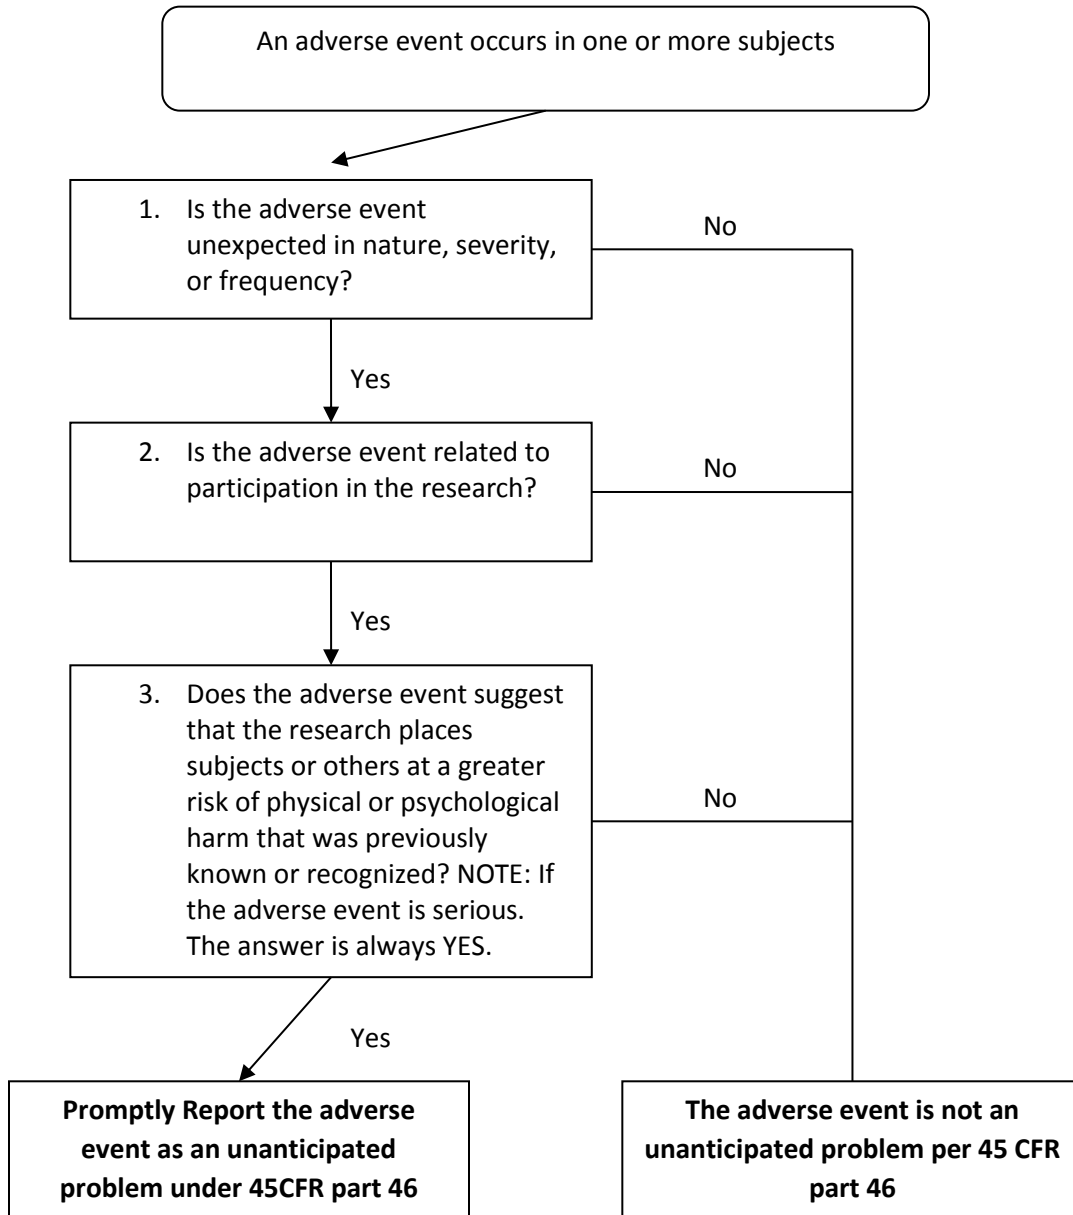 An adverse event occurs in one or more subjects
1. Is the adverse event
unexpected in nature, severity,
or frequency?
No
Yes
2. Is the adverse event related to
participation in the research?
No
Yes
3. Does the adverse event suggest
that the research places
subjects or others at a greater
risk of physical or psychological
harm that was previously
known or recognized? NOTE: If
the adverse event is serious.
The answer is always YES.
No
Yes
Promptly Report the adverse
event as an unanticipated
problem under 45CFR part 46
The adverse event is not an
unanticipated problem per 45 CFR
part 46